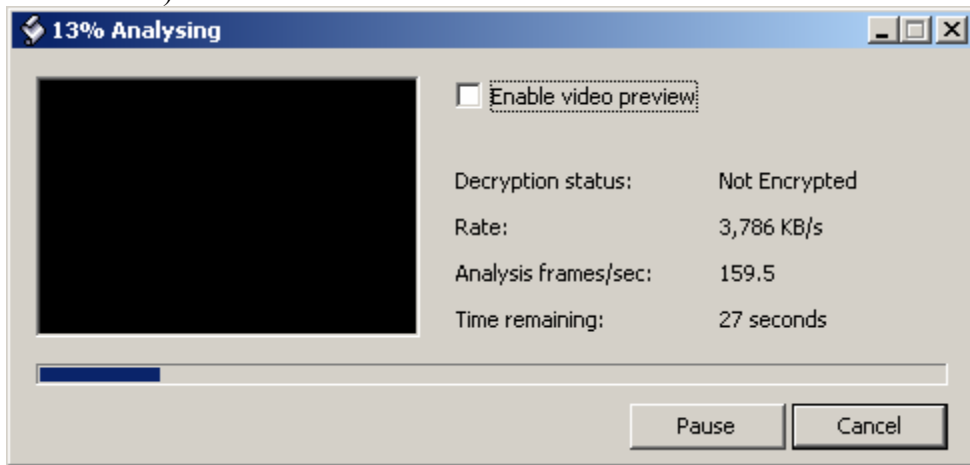 13% Analysing
Enable video preview
Decryption status: Not Encrypted
Rate: 3,786 KB/s
Analysis frames/sec: 159.5
Time remaining: 27 seconds
Pause Cancel